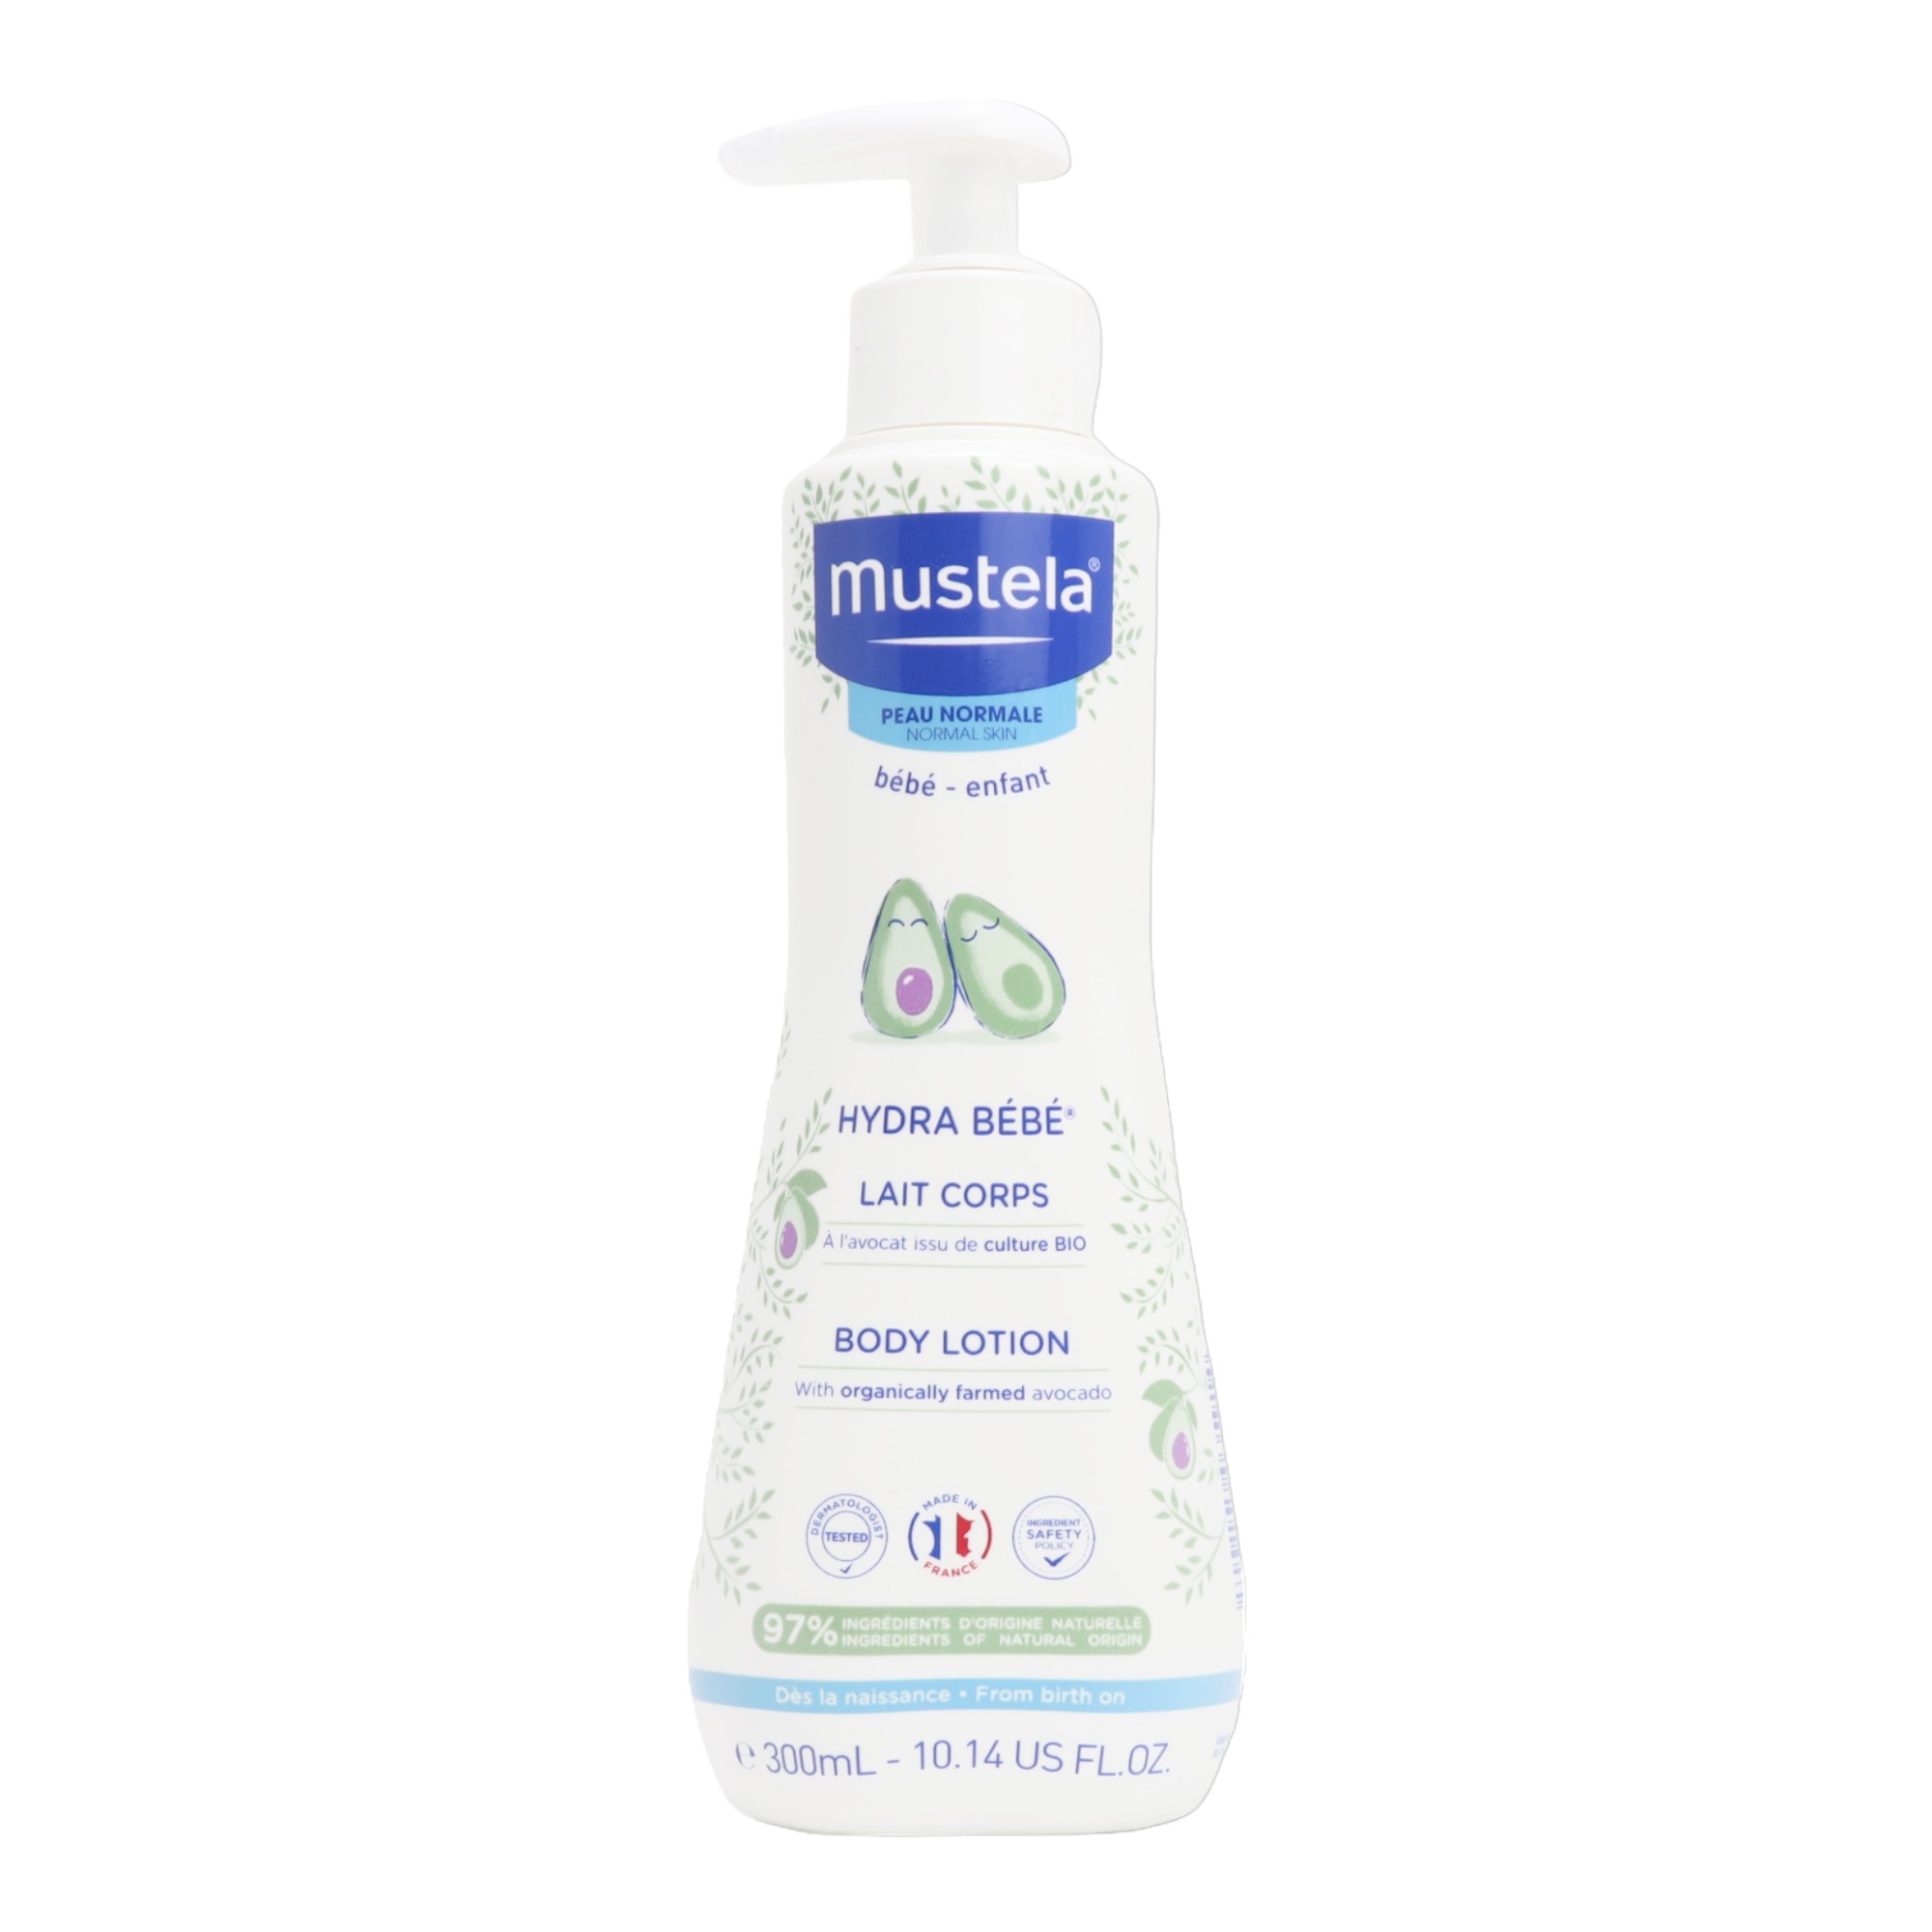 mustela®
PEAU NORMALE
NORMAL SKIN
bébé - enfant
HYDRA BÉBÉ®
LAIT CORPS
À l'avocat issu de culture BIO
BODY LOTION
With organically farmed avocado
DERMATOLOGIST
TESTED
MADE IN
FRANCE
INGREDIENT
SAFETY
POLICY
97% INGRÉDIENTS D'ORIGINE NATURELLE
INGREDIENTS OF NATURAL ORIGIN
Dès la naissance • From birth on
℮ 300mL - 10.14 US FL.OZ.